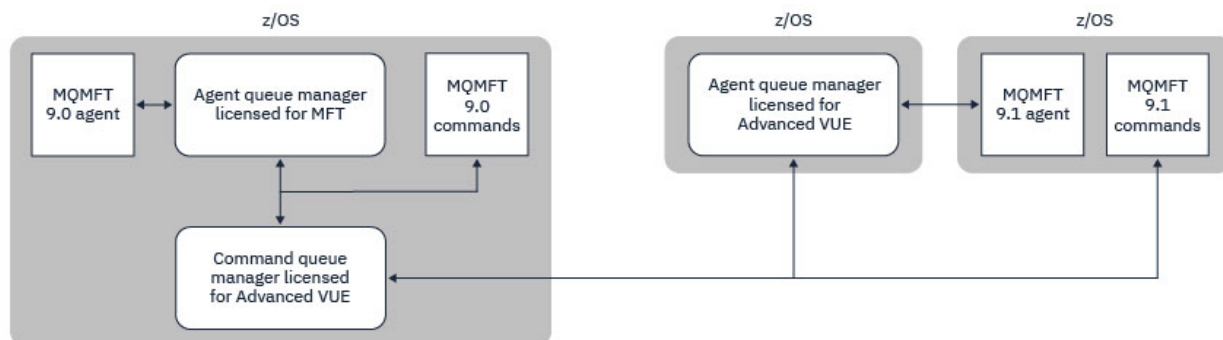 z/OS
MQMFT
9.0 agent
Agent queue manager
licensed for MFT
MQMFT
9.0
commands
Command queue
manager licensed
for Advanced VUE
z/OS
Agent queue manager
licensed for
Advanced VUE
z/OS
MQMFT
9.1 agent
MQMFT
9.1
commands